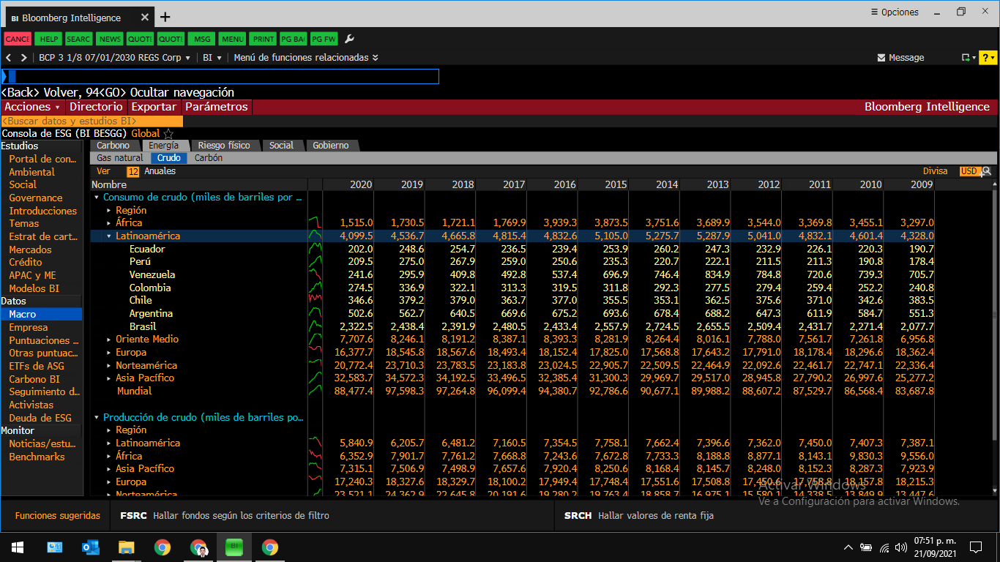 BI Bloomberg Intelligence
Opciones
CANCE HELP SEARC NEWS QUOTE QUOTE MSG MENU PRINT PG BA PG FW
BCP 3 1/8 07/01/2030 REGS Corp BI Menú de funciones relacionadas Message ?
<Back> Volver, 94<GO> Ocultar navegación
Acciones Directorio Exportar Parámetros Bloomberg Intelligence
<Buscar datos y estudios BI>
Consola de ESG (BI BESGG) Global
Estudios
Portal de con...
Ambiental
Social
Governance
Introducciones
Temas
Estrat de cart...
Mercados
Crédito
APAC y ME
Modelos BI
Datos
Macro
Empresa
Puntuaciones ...
Otras puntuac...
ETFs de ASG
Carbono BI
Seguimiento d...
Activistas
Deuda de ESG
Monitor
Noticias/estu...
Benchmarks
Carbono Energía Riesgo físico Social Gobierno
Gas natural Crudo Carbón
Ver 12 Anuales Divisa USD
Nombre 2020 2019 2018 2017 2016 2015 2014 2013 2012 2011 2010 2009
Consumo de crudo (miles de barriles por ...
Región
África 1,515.0 1,730.5 1,721.1 1,769.9 3,939.3 3,873.5 3,751.6 3,689.9 3,544.0 3,369.8 3,455.1 3,297.0
Latinoamérica 4,099.5 4,536.7 4,665.8 4,815.4 4,832.6 5,105.0 5,275.7 5,287.9 5,041.0 4,832.1 4,601.4 4,328.0
Ecuador 202.0 248.6 254.7 236.5 239.4 253.9 260.2 247.3 232.9 226.1 220.3 190.7
Perú 209.5 275.0 267.9 259.0 250.6 235.3 220.7 222.1 211.5 211.3 190.8 178.4
Venezuela 241.6 295.9 409.8 492.8 537.4 696.9 746.4 834.9 784.8 720.6 739.3 705.7
Colombia 274.5 336.9 322.1 313.3 319.5 311.8 292.3 277.5 279.4 259.4 252.2 240.8
Chile 346.6 379.2 379.0 363.7 377.0 355.5 353.1 362.5 375.6 371.0 342.6 383.5
Argentina 502.6 562.7 640.5 669.6 675.2 693.6 678.4 688.2 647.3 611.9 584.7 551.3
Brasil 2,322.5 2,438.4 2,391.9 2,480.5 2,433.4 2,557.9 2,724.5 2,655.5 2,509.4 2,431.7 2,271.4 2,077.7
Oriente Medio 7,707.6 8,246.1 8,191.2 8,387.1 8,393.3 8,281.9 8,264.4 8,016.1 7,788.0 7,561.7 7,261.8 6,956.8
Europa 16,377.7 18,545.8 18,567.6 18,493.4 18,152.4 17,825.0 17,568.8 17,643.2 17,791.0 18,178.4 18,296.6 18,362.4
Norteamérica 20,772.4 23,710.3 23,783.5 23,183.8 23,024.5 22,905.7 22,509.5 22,464.9 22,092.6 22,461.7 22,747.1 22,336.4
Asia Pacífico 32,583.7 34,572.3 34,192.5 33,496.5 32,385.4 31,300.3 29,969.7 29,517.0 28,945.8 27,790.2 26,997.6 25,277.2
Mundial 88,477.4 97,598.3 97,264.8 96,099.4 94,380.7 92,786.6 90,677.1 89,988.2 88,607.2 87,529.7 86,568.4 83,687.8
Producción de crudo (miles de barriles po...
Región
Latinoamérica 5,840.9 6,205.7 6,481.2 7,160.5 7,354.5 7,758.1 7,662.4 7,396.6 7,362.0 7,450.0 7,407.3 7,387.1
África 6,352.9 7,901.7 7,761.2 7,668.8 7,243.6 7,672.8 7,733.3 8,188.8 8,877.1 8,143.1 9,830.3 9,556.0
Asia Pacífico 7,315.1 7,506.9 7,498.9 7,657.6 7,920.4 8,250.6 8,168.4 8,145.7 8,248.0 8,152.3 8,287.3 7,923.9
Europa 17,240.3 18,327.6 18,329.7 18,100.2 17,949.4 17,748.4 17,551.6 17,508.8 17,450.6 17,758.8 18,157.8 18,215.3
Norteamérica 23,521.1 24,362.9 22,645.8 20,191.6 19,280.2 19,763.4 18,858.7 16,975.1 15,580.1 14,338.5 13,849.9 13,447.6
Activar Windows
Ve a Configuración para activar Windows.
Funciones sugeridas FSRC Hallar fondos según los criterios de filtro SRCH Hallar valores de renta fija
BI
07:51 p. m.
21/09/2021